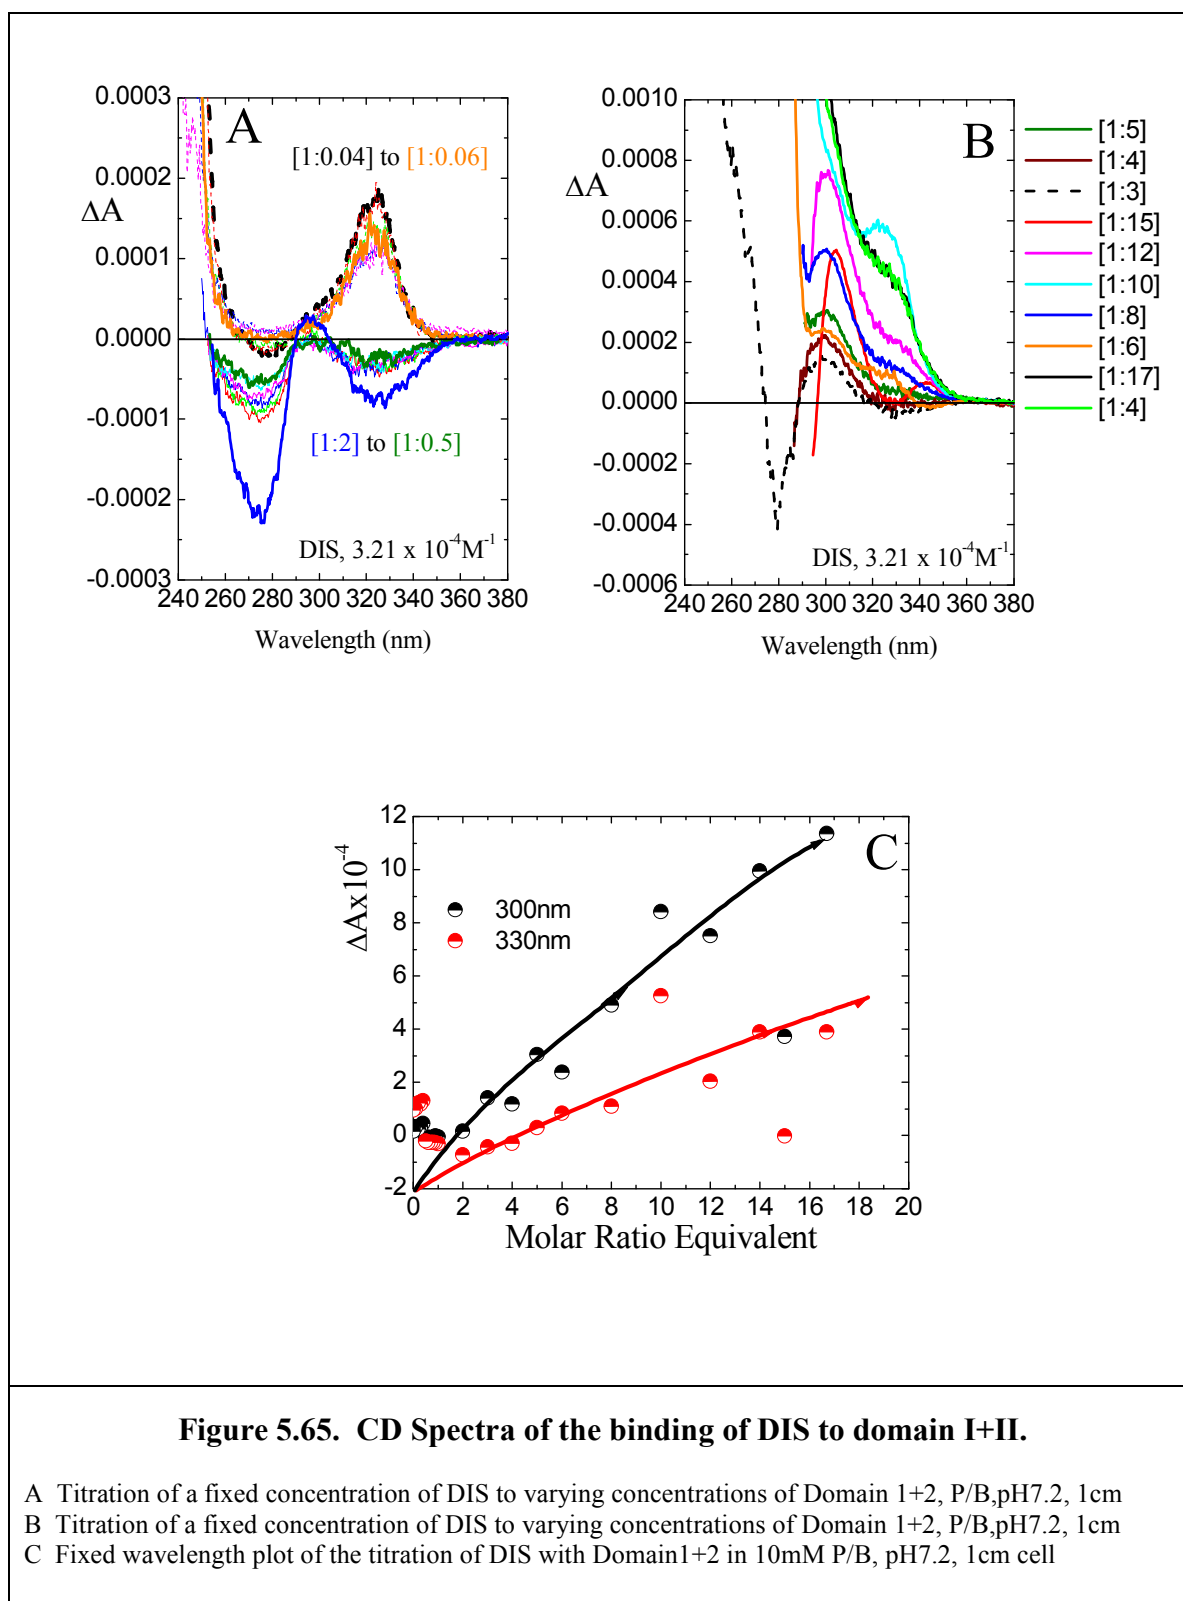 A
[1:0.04] to [1:0.06]
ΔA
0.0003
0.0002
0.0001
0.0000
-0.0001
-0.0002
-0.0003
[1:2] to [1:0.5]
DIS, 3.21 x 10⁻⁴M⁻¹
240 260 280 300 320 340 360 380
Wavelength (nm)
B
ΔA
0.0010
0.0008
0.0006
0.0004
0.0002
0.0000
-0.0002
-0.0004
-0.0006
DIS, 3.21 x 10⁻⁴M⁻¹
240 260 280 300 320 340 360 380
Wavelength (nm)
[1:5]
[1:4]
[1:3]
[1:15]
[1:12]
[1:10]
[1:8]
[1:6]
[1:17]
[1:4]
C
ΔAx10⁻⁴
12
10
8
6
4
2
0
-2
300nm
330nm
0 2 4 6 8 10 12 14 16 18 20
Molar Ratio Equivalent
Figure 5.65. CD Spectra of the binding of DIS to domain I+II.
A Titration of a fixed concentration of DIS to varying concentrations of Domain 1+2, P/B,pH7.2, 1cm
B Titration of a fixed concentration of DIS to varying concentrations of Domain 1+2, P/B,pH7.2, 1cm
C Fixed wavelength plot of the titration of DIS with Domain1+2 in 10mM P/B, pH7.2, 1cm cell